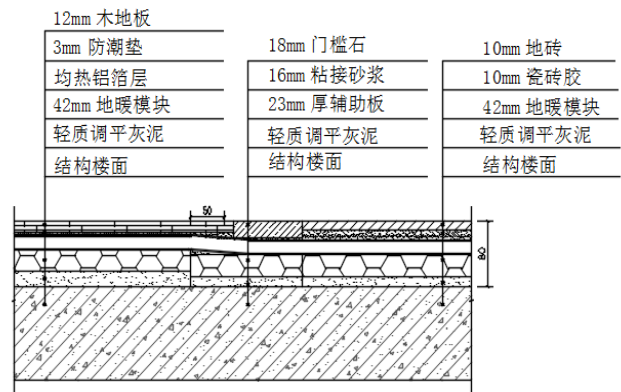 12mm 木地板
3mm 防潮垫
均热铝箔层
42mm 地暖模块
轻质调平灰泥
结构楼面
18mm 门槛石
16mm 粘接砂浆
23mm 厚辅助板
轻质调平灰泥
结构楼面
10mm 地砖
10mm 瓷砖胶
42mm 地暖模块
轻质调平灰泥
结构楼面
50
80